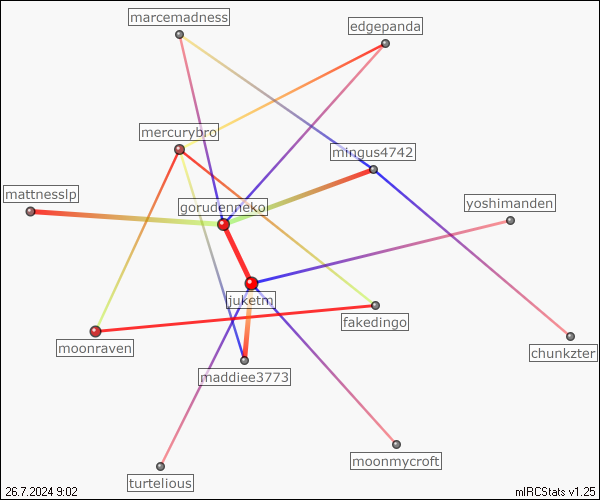 marcemadness
edgepanda
mercurybro
mingus4742
mattnesslp
gorudenneko
yoshimanden
jukem
fakedingo
moonraven
chunkzter
maddiee3773
moonmycroft
turtelious
26.7.2024 9:02
mIRCStats v1.25